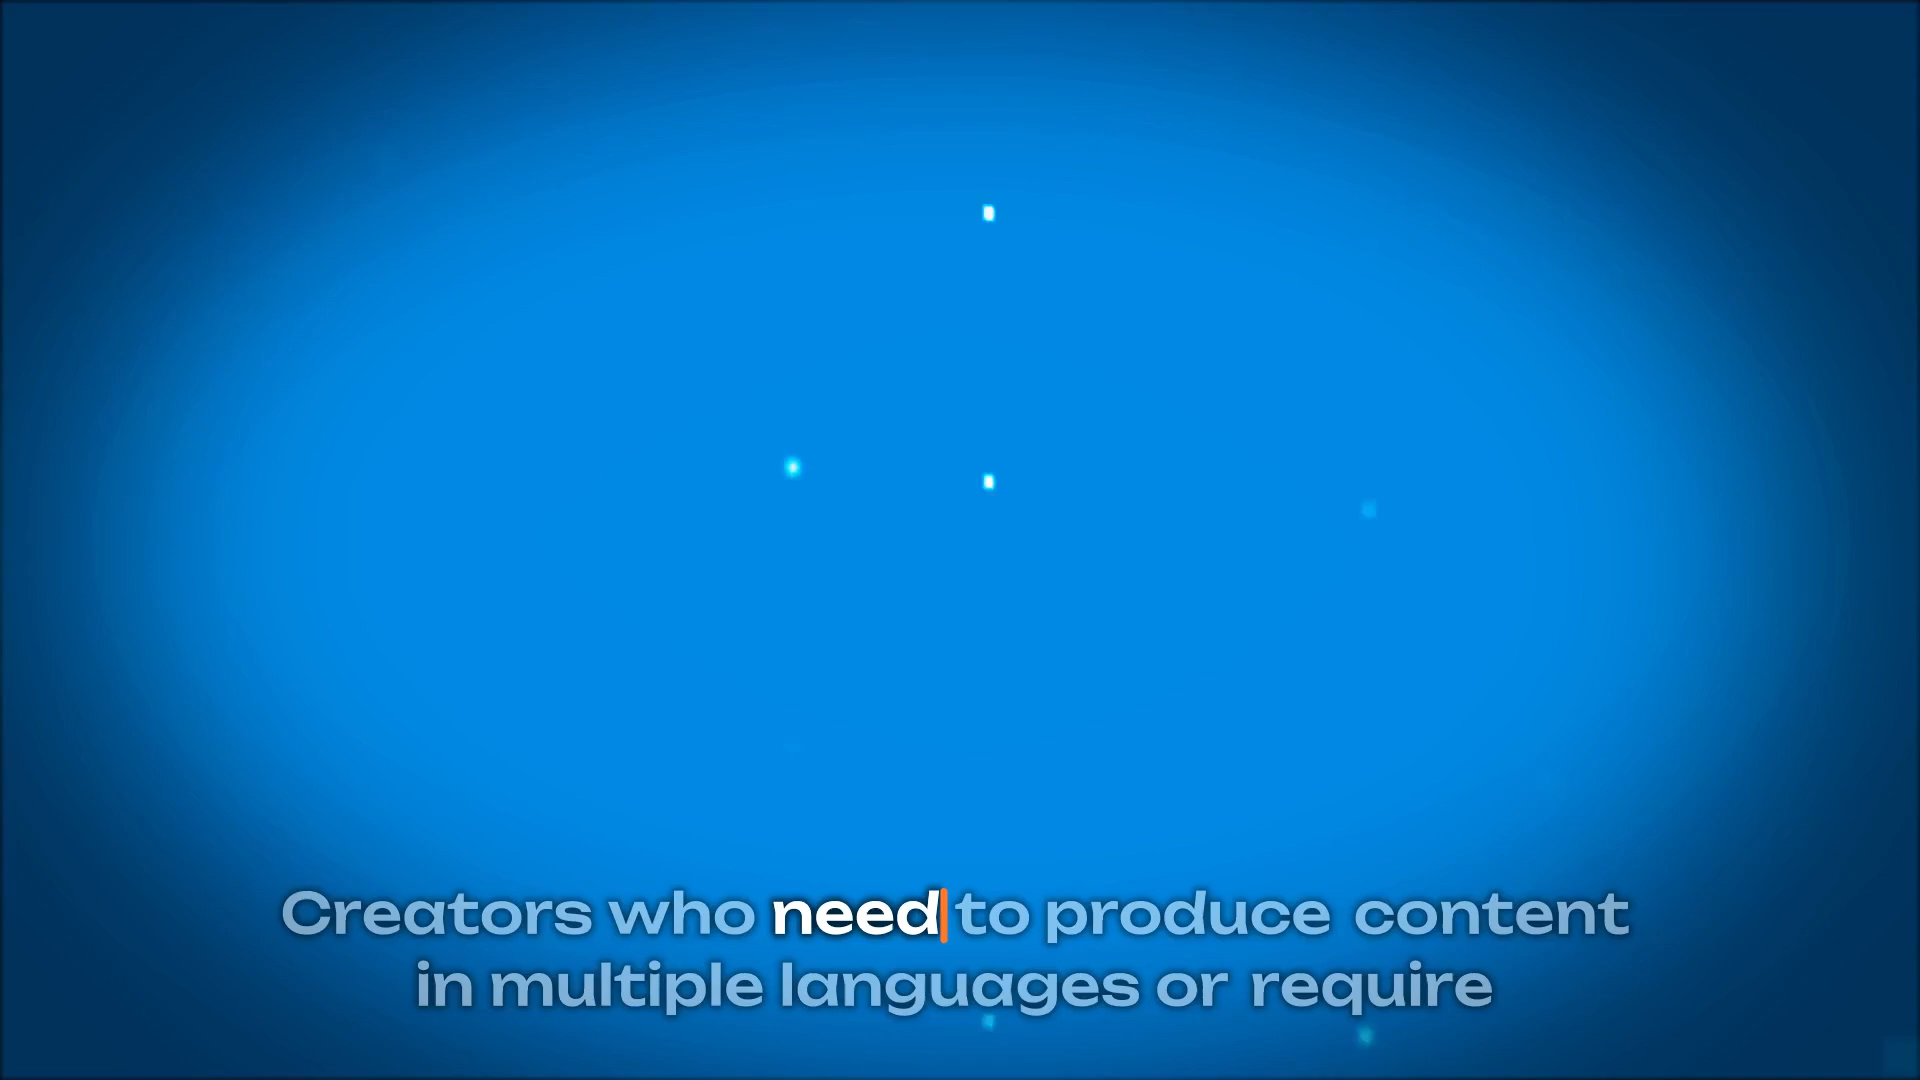 Creators who need to produce content
in multiple languages or require